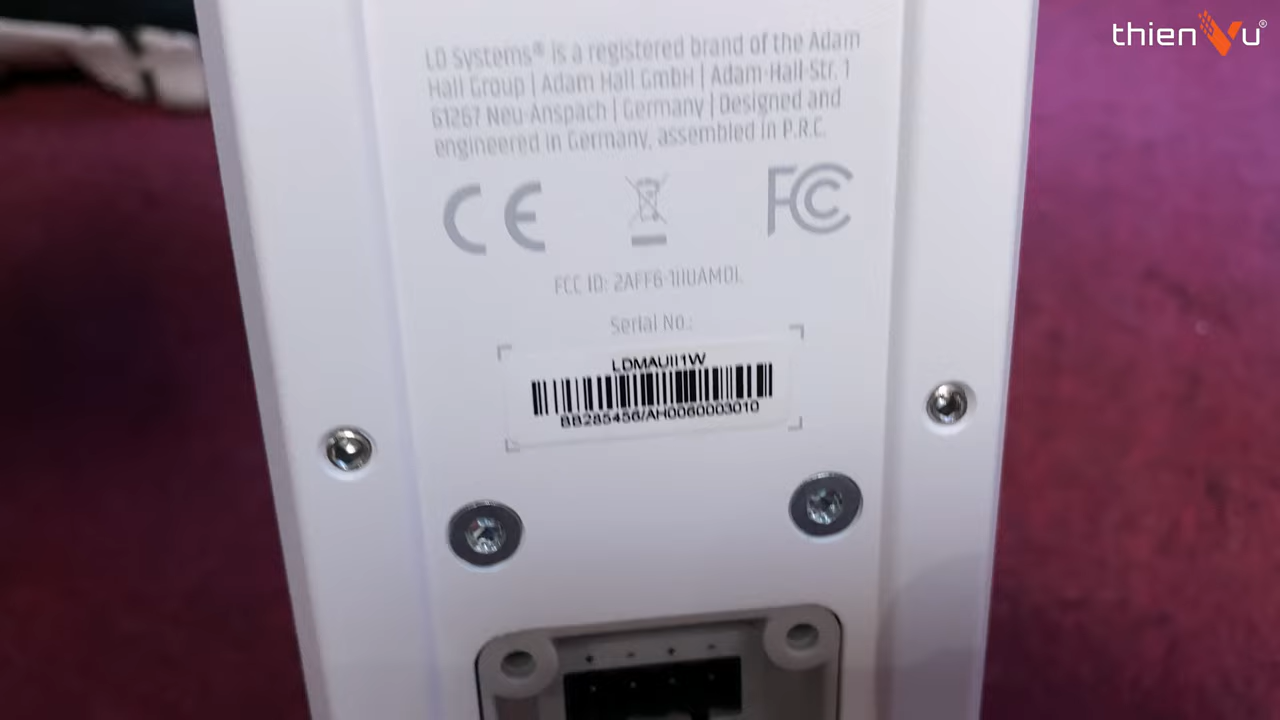 thienVu®
LD Systems® is a registered brand of the Adam
Hall Group | Adam Hall GmbH | Adam-Hall-Str. 1
61267 Neu-Anspach | Germany | Designed and
engineered in Germany, assembled in P.R.C.
CE
FC
FCC ID:
Serial No.:
LDMAUII1W
BB285456/AH0060003010
+ - + -